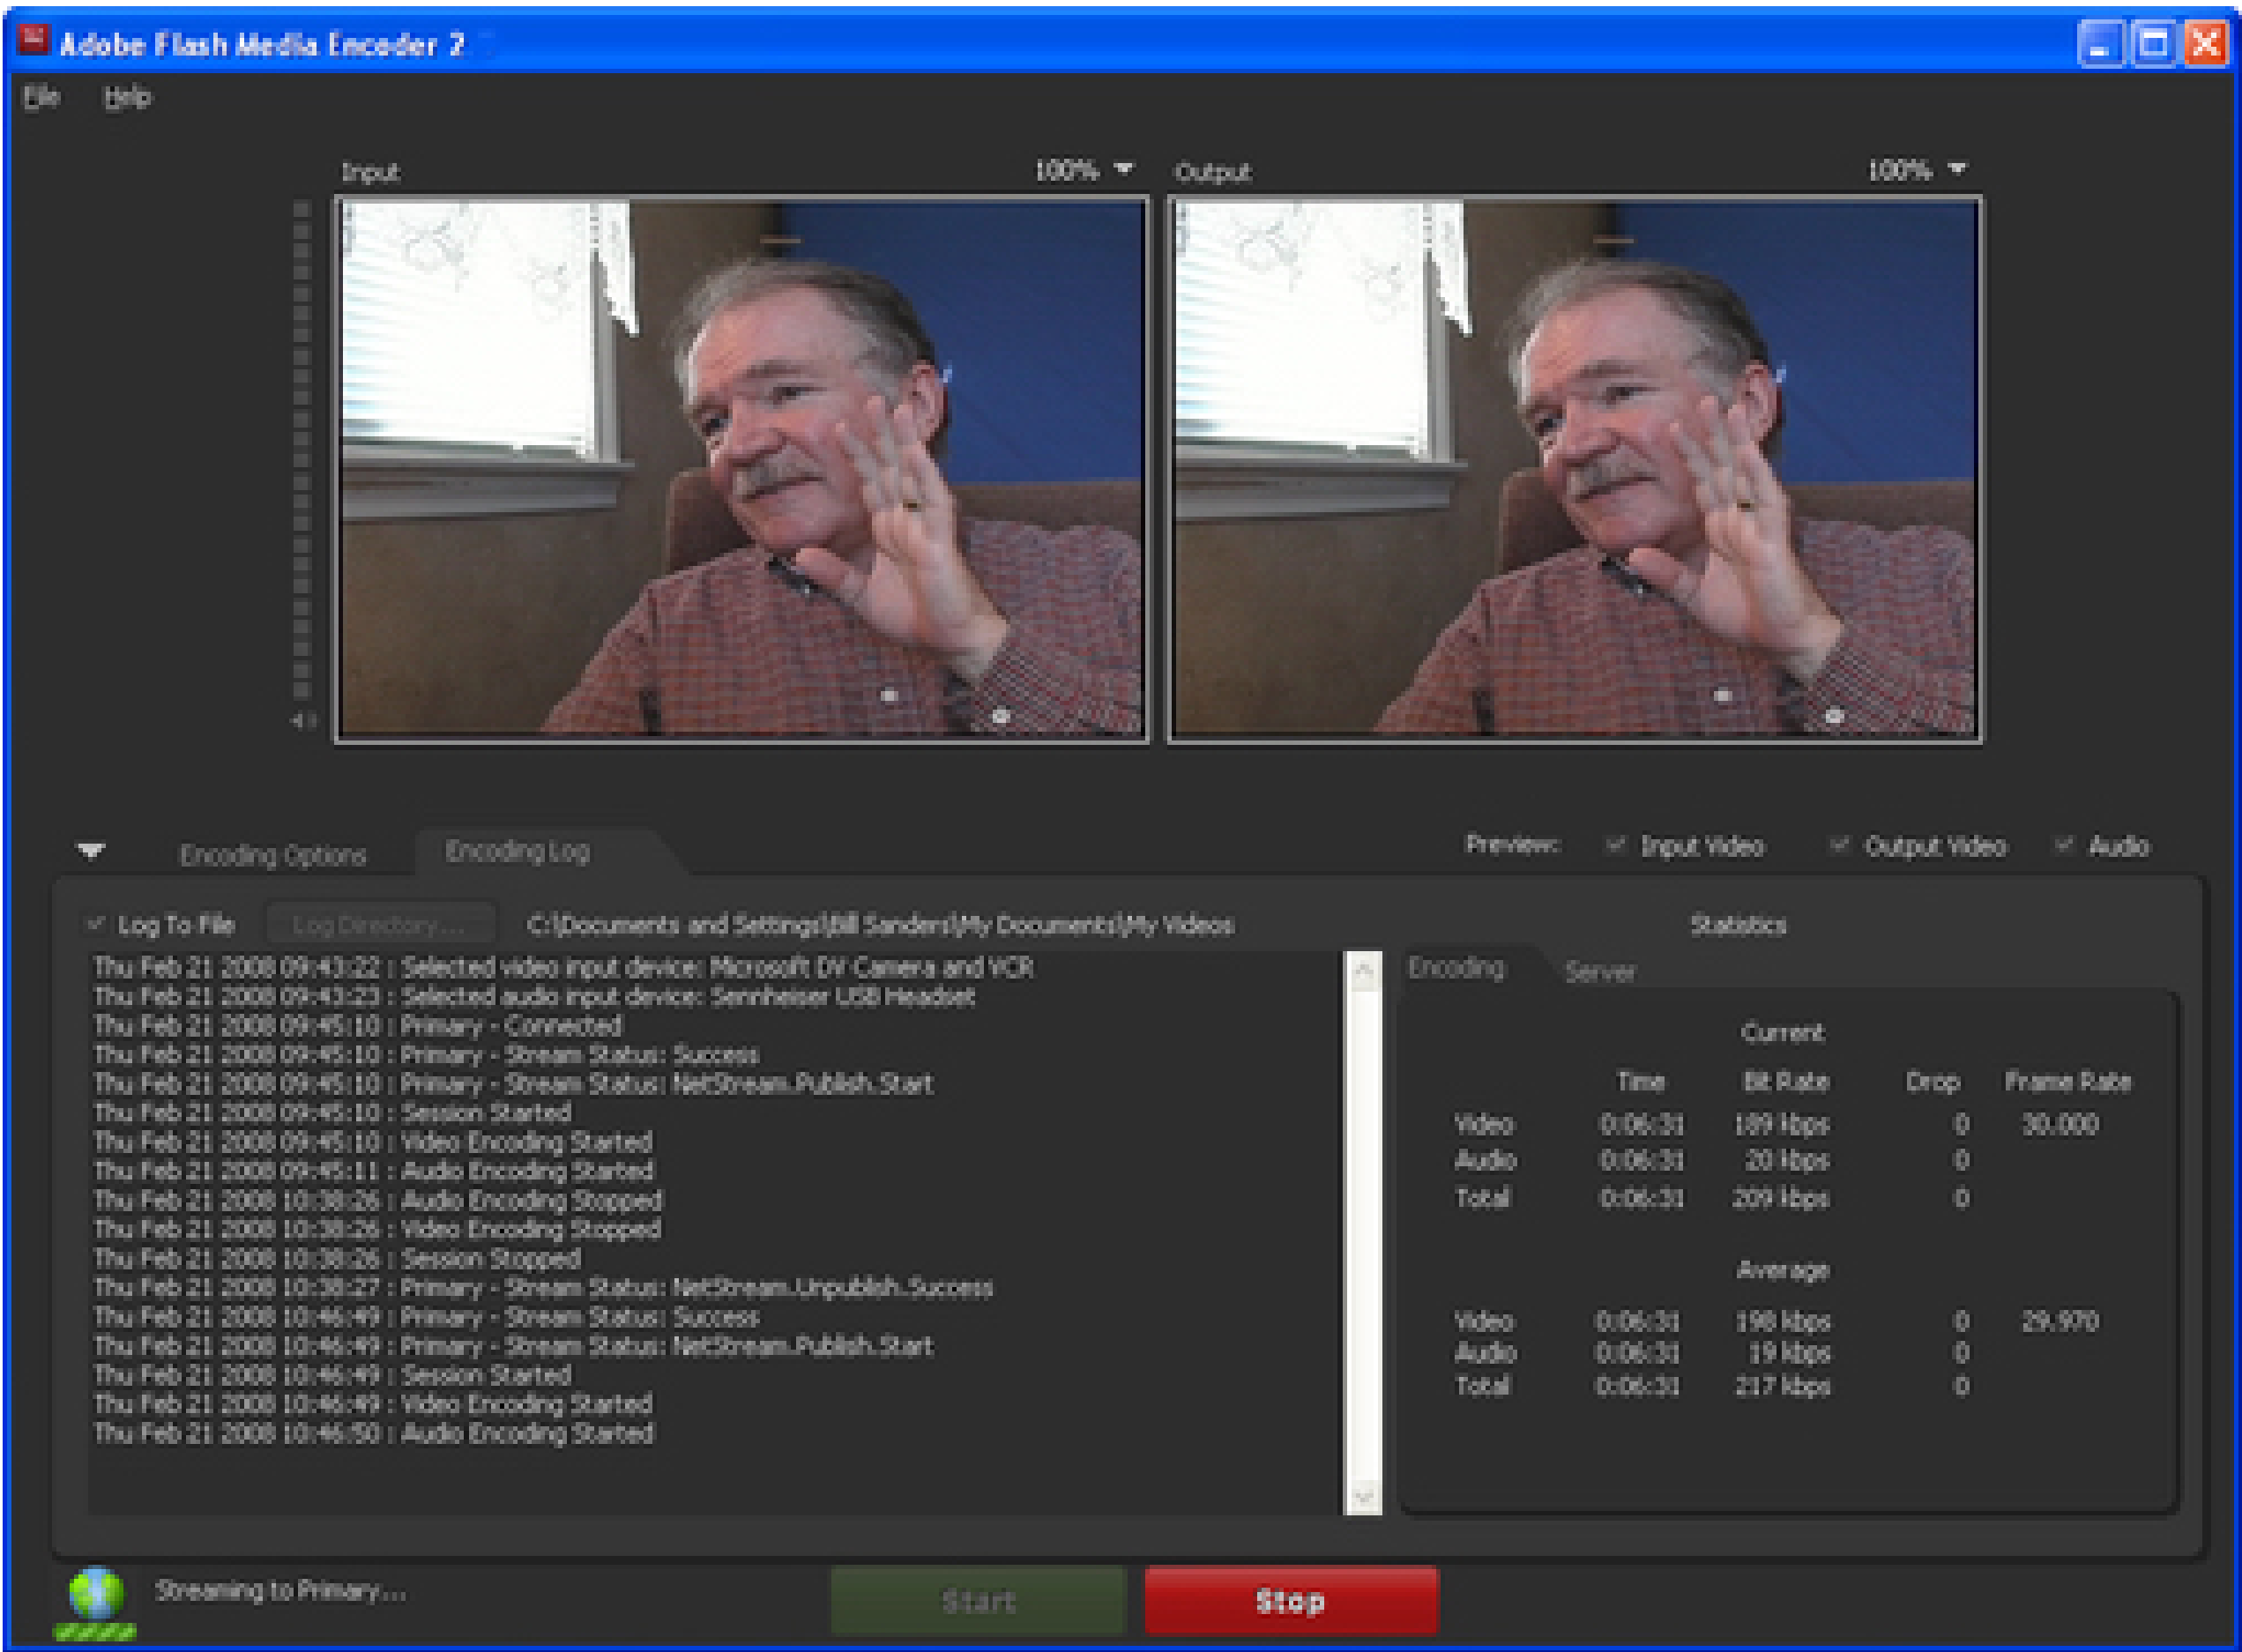 Adobe Flash Media Encoder 2
File Help
Input 100% Output 100%
Encoding Options Encoding Log Preview: Input Video Output Video Audio
Log To File Log Directory... C:\Documents and Settings\Bill Sanders\My Documents\My Videos Statistics
Thu Feb 21 2008 09:43:22 : Selected video input device: Microsoft DV Camera and VCR
Thu Feb 21 2008 09:43:23 : Selected audio input device: Sennheiser USB Headset
Thu Feb 21 2008 09:45:10 : Primary - Connected
Thu Feb 21 2008 09:45:10 : Primary - Stream Status: Success
Thu Feb 21 2008 09:45:10 : Primary - Stream Status: NetStream.Publish.Start
Thu Feb 21 2008 09:45:10 : Session Started
Thu Feb 21 2008 09:45:10 : Video Encoding Started
Thu Feb 21 2008 09:45:11 : Audio Encoding Started
Thu Feb 21 2008 10:38:26 : Audio Encoding Stopped
Thu Feb 21 2008 10:38:26 : Video Encoding Stopped
Thu Feb 21 2008 10:38:26 : Session Stopped
Thu Feb 21 2008 10:38:27 : Primary - Stream Status: NetStream.Unpublish.Success
Thu Feb 21 2008 10:46:49 : Primary - Stream Status: Success
Thu Feb 21 2008 10:46:49 : Primary - Stream Status: NetStream.Publish.Start
Thu Feb 21 2008 10:46:49 : Session Started
Thu Feb 21 2008 10:46:49 : Video Encoding Started
Thu Feb 21 2008 10:46:50 : Audio Encoding Started
Encoding Server
Current
Time Bit Rate Drop Frame Rate
Video 0:06:31 189 kbps 0 30.000
Audio 0:06:31 20 kbps 0
Total 0:06:31 209 kbps 0
Average
Video 0:06:31 198 kbps 0 29.970
Audio 0:06:31 19 kbps 0
Total 0:06:31 217 kbps 0
Streaming to Primary... Start Stop